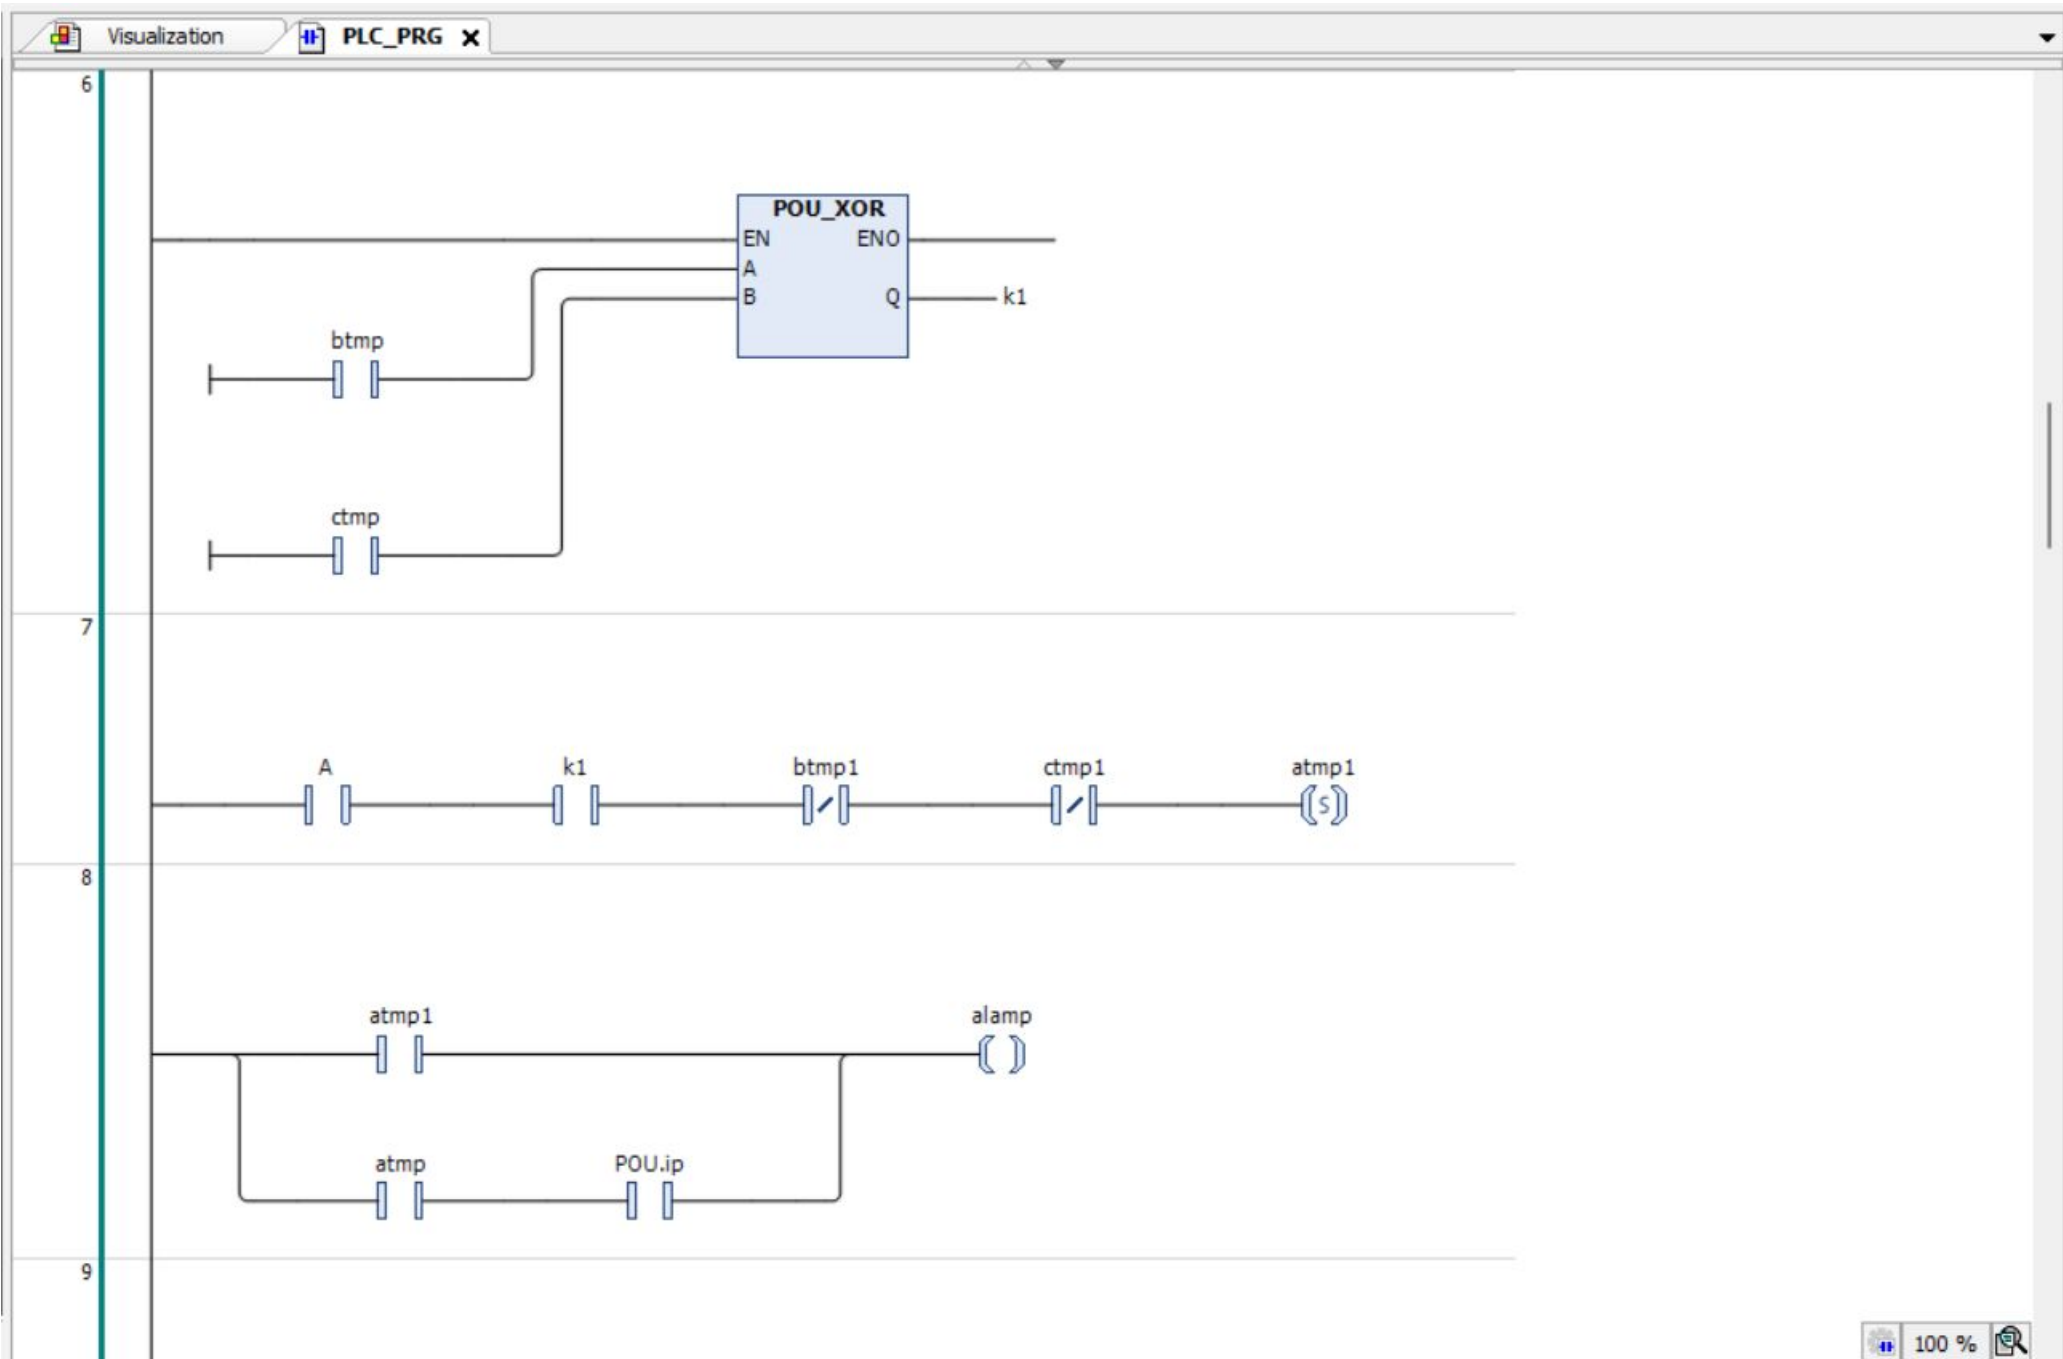 Visualization PLC_PRG
6
POU_XOR
EN ENO
A
B Q k1
btmp
ctmp
7
A k1 btmp1 ctmp1 atmp1
S
8
atmp1 alamp
atmp POU.ip
9
100 %